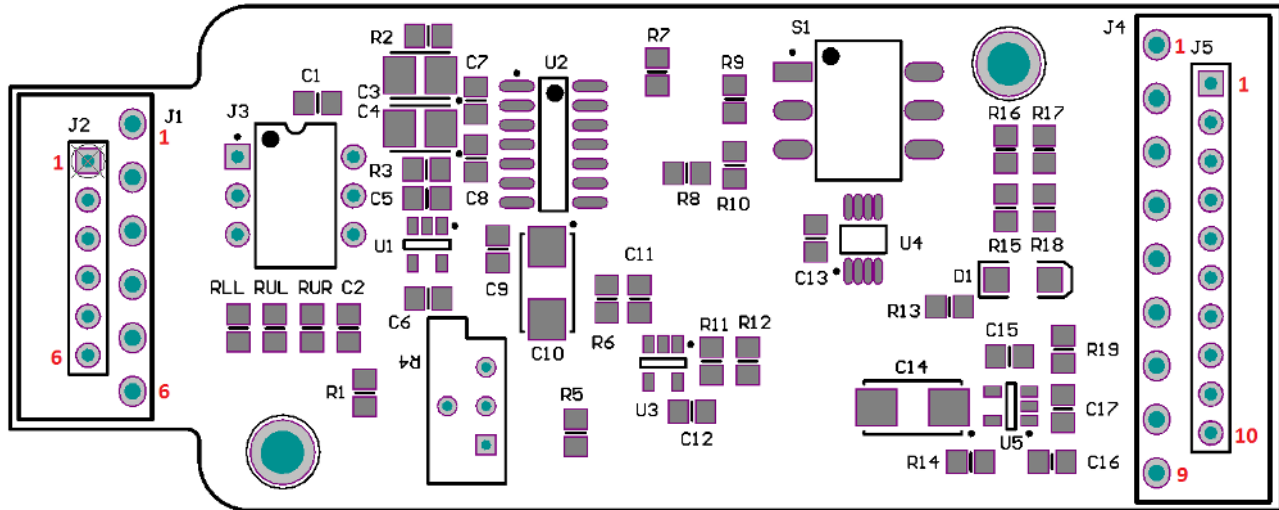 R2
C7
U2
R7
R9
S1
J4
1
J5
1
C1
C3
C4
J2
J1
1
J3
R16
R17
1
R3
C5
C8
R8
R10
U1
U4
R15
R18
C13
D1
RLL
RUL
RUR
C2
C9
C11
R13
C6
C10
R6
R11
R12
C15
R19
6
R4
C14
6
R1
R5
U3
C12
C17
U5
10
R14
C16
9